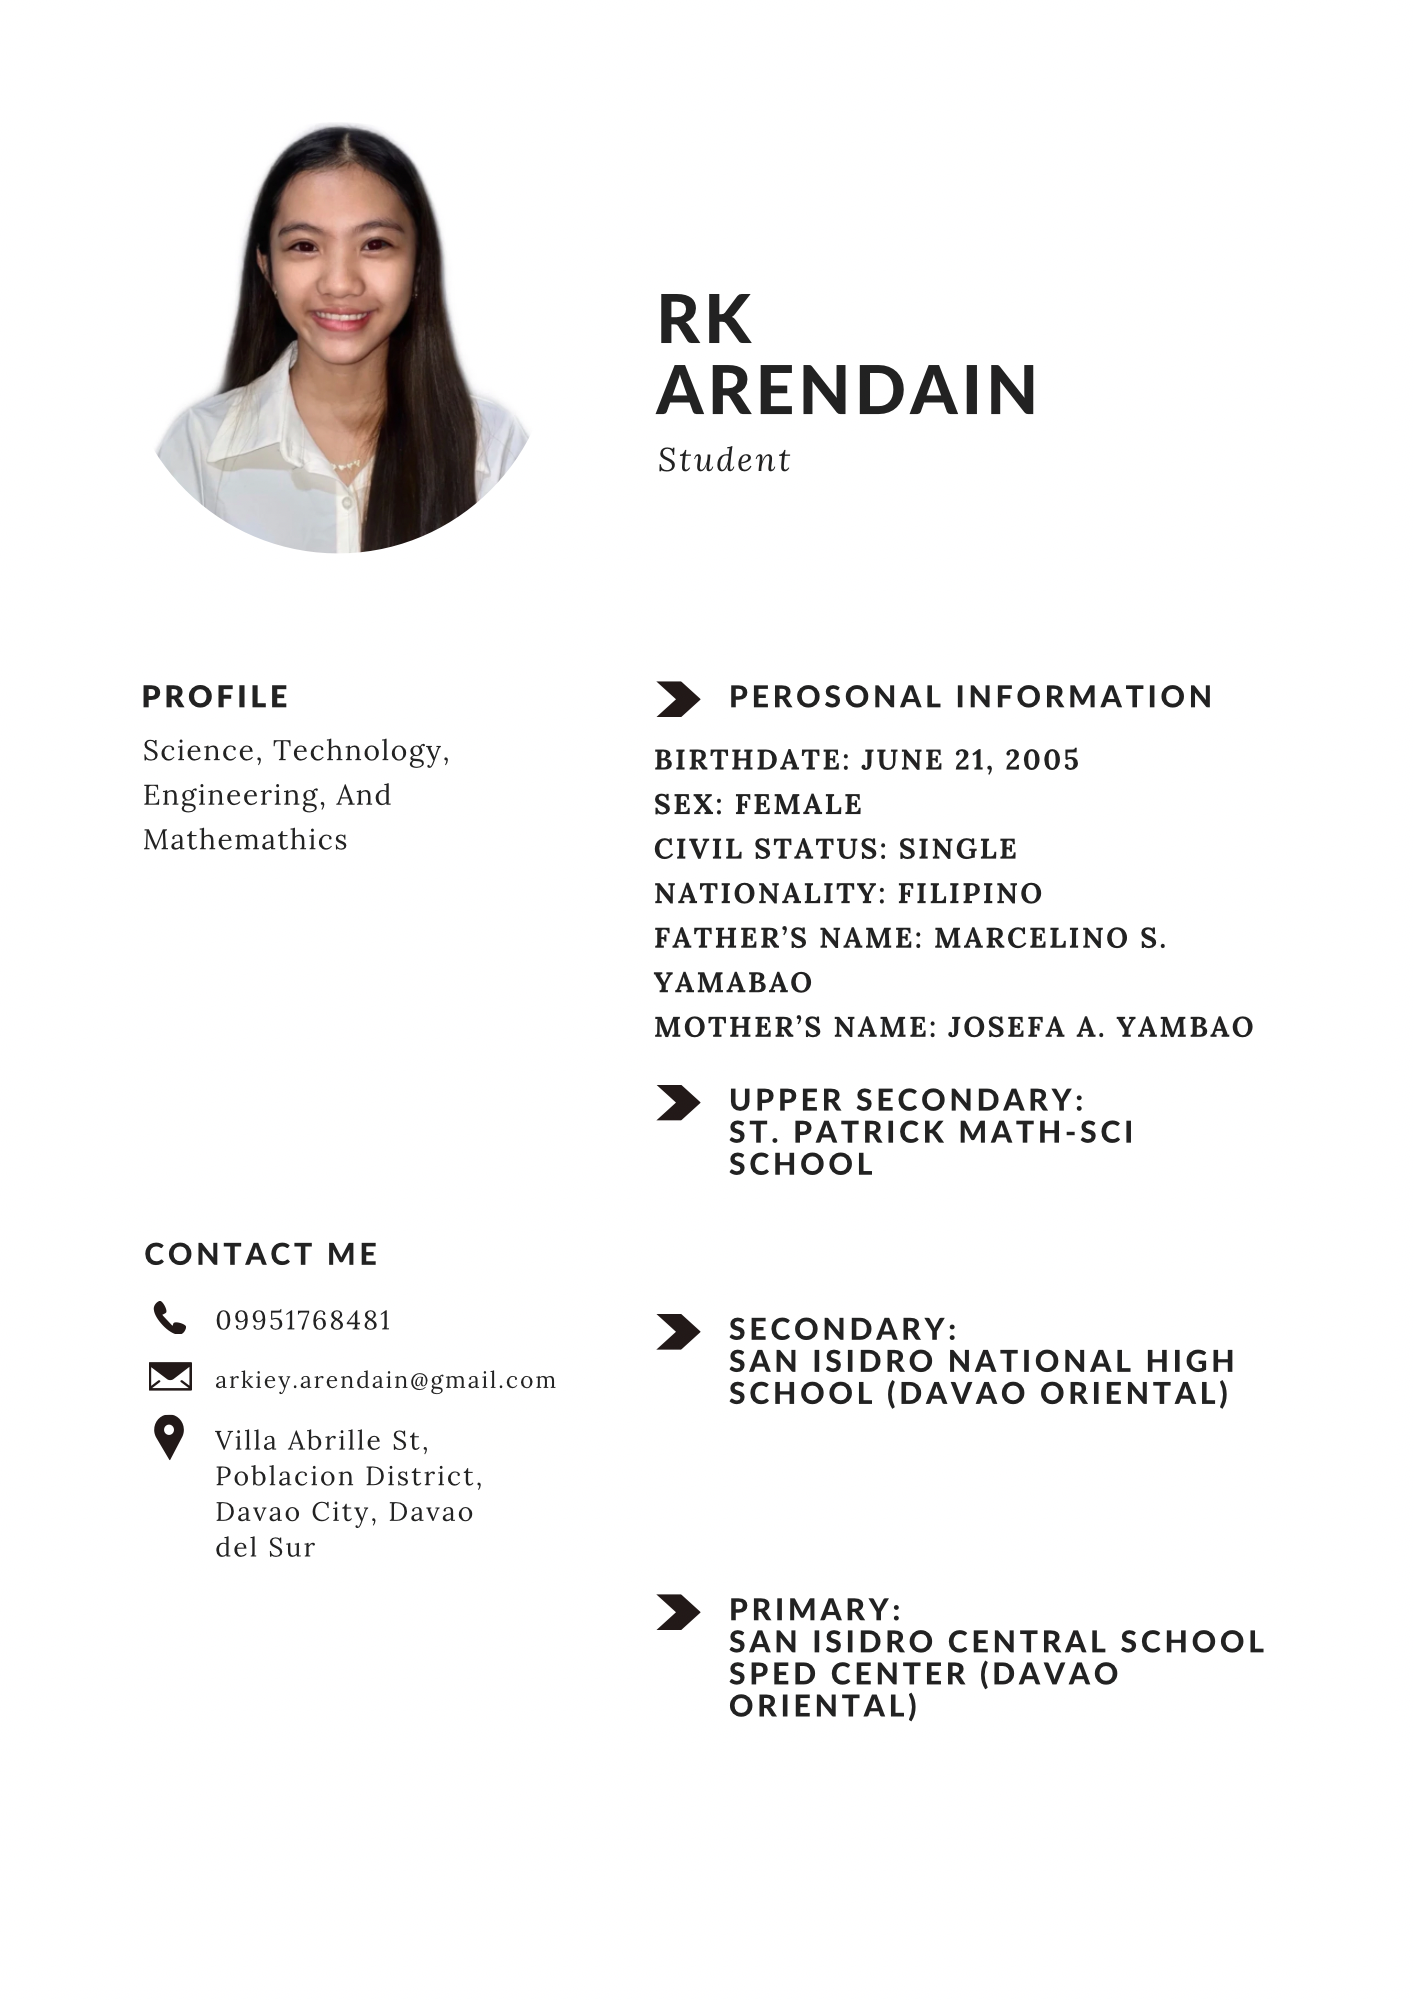 RK
ARENDAIN
Student
PROFILE
Science, Technology,
Engineering, And
Mathemathics
CONTACT ME
09951768481
arkiey.arendain@gmail.com
Villa Abrille St,
Poblacion District,
Davao City, Davao
del Sur
PEROSONAL INFORMATION
BIRTHDATE: JUNE 21, 2005
SEX: FEMALE
CIVIL STATUS: SINGLE
NATIONALITY: FILIPINO
FATHER’S NAME: MARCELINO S.
YAMABAO
MOTHER’S NAME: JOSEFA A. YAMBAO
UPPER SECONDARY:
ST. PATRICK MATH-SCI
SCHOOL
SECONDARY:
SAN ISIDRO NATIONAL HIGH
SCHOOL (DAVAO ORIENTAL)
PRIMARY:
SAN ISIDRO CENTRAL SCHOOL
SPED CENTER (DAVAO
ORIENTAL)